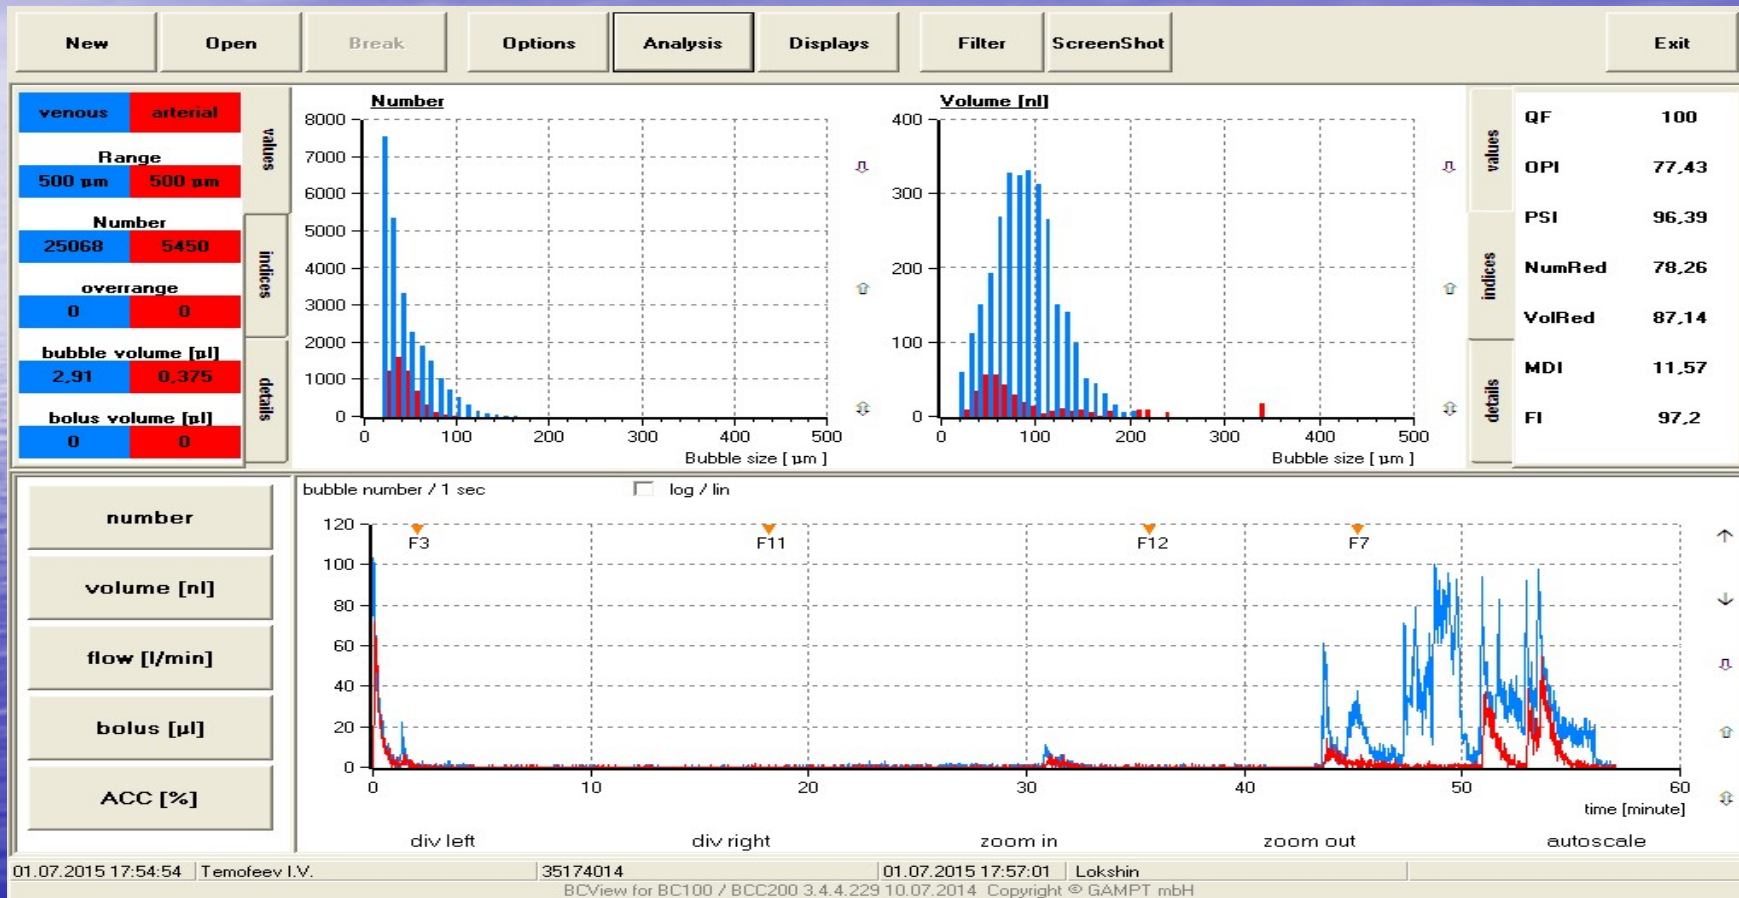 New Open Break Options Analysis Displays Filter ScreenShot Exit
venous arterial
Range
500 µm 500 µm
Number
25068 5450
overrange
0 0
bubble volume [µl]
2,91 0,375
bolus volume [µl]
0 0
values
indices
details
Number
8000
7000
6000
5000
4000
3000
2000
1000
0
0 100 200 300 400 500
Bubble size [ µm ]
Volume [nl]
400
300
200
100
0
0 100 200 300 400 500
Bubble size [ µm ]
values
indices
details
QF 100
OPI 77,43
PSI 96,39
NumRed 78,26
VolRed 87,14
MDI 11,57
FI 97,2
number
volume [nl]
flow [l/min]
bolus [µl]
ACC [%]
bubble number / 1 sec log / lin
120
100
80
60
40
20
0
F3 F11 F12 F7
0 10 20 30 40 50 60
time [minute]
div left div right zoom in zoom out autoscale
01.07.2015 17:54:54 Temofeev I.V. 35174014 01.07.2015 17:57:01 Lokshin
BCView for BC100 / BCC200 3.4.4.229 10.07.2014 Copyright © GAMPT mbH